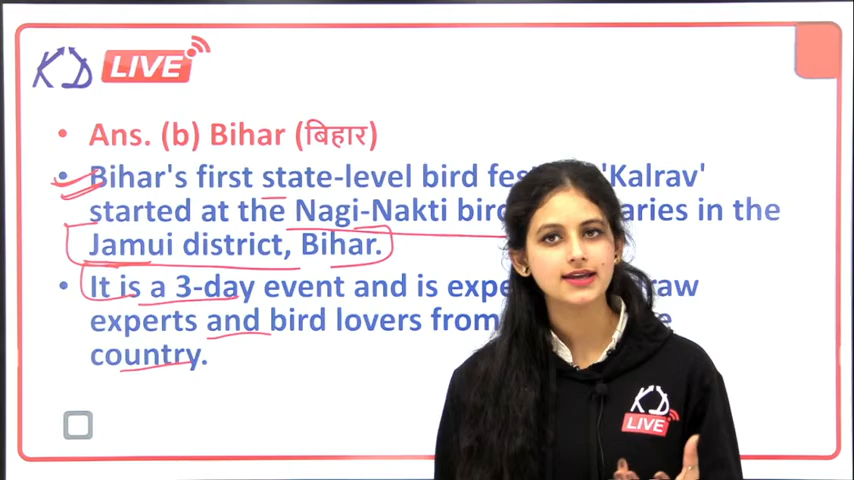 KD LIVE
• Ans. (b) Bihar (बिहार)
• Bihar's first state-level bird 'Kalrav'
started at the Nagi-Nakti in the
Jamui district, Bihar.
• It is a 3-day event and is
experts and bird lovers from
country.
KD
LIVE